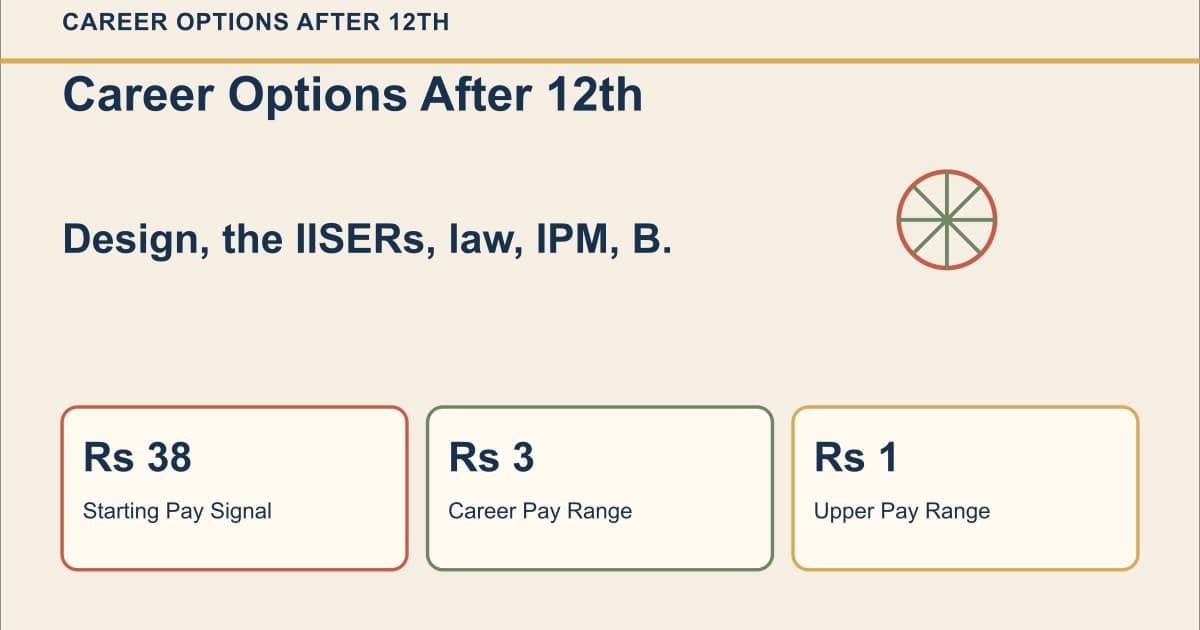 CAREER OPTIONS AFTER 12TH
Career Options After 12th
Design, the IISERs, law, IPM, B.
Rs 38
Starting Pay Signal
Rs 3
Career Pay Range
Rs 1
Upper Pay Range